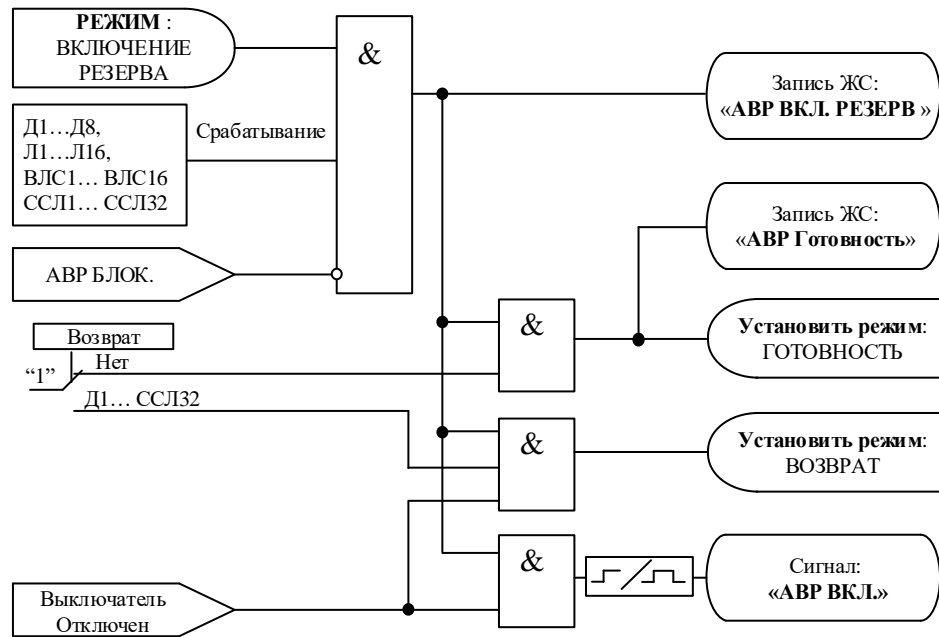 РЕЖИМ :
ВКЛЮЧЕНИЕ
РЕЗЕРВА
&
Запись ЖС:
«АВР ВКЛ. РЕЗЕРВ »
Д1…Д8,
Л1…Л16,
ВЛС1… ВЛС16
ССЛ1… ССЛ32
Срабатывание
Запись ЖС:
«АВР Готовность»
АВР БЛОК.
&
Установить режим:
ГОТОВНОСТЬ
Возврат
Нет
“1”
Д1… ССЛ32
&
Установить режим:
ВОЗВРАТ
&
Сигнал:
«АВР ВКЛ.»
Выключатель
Отключен